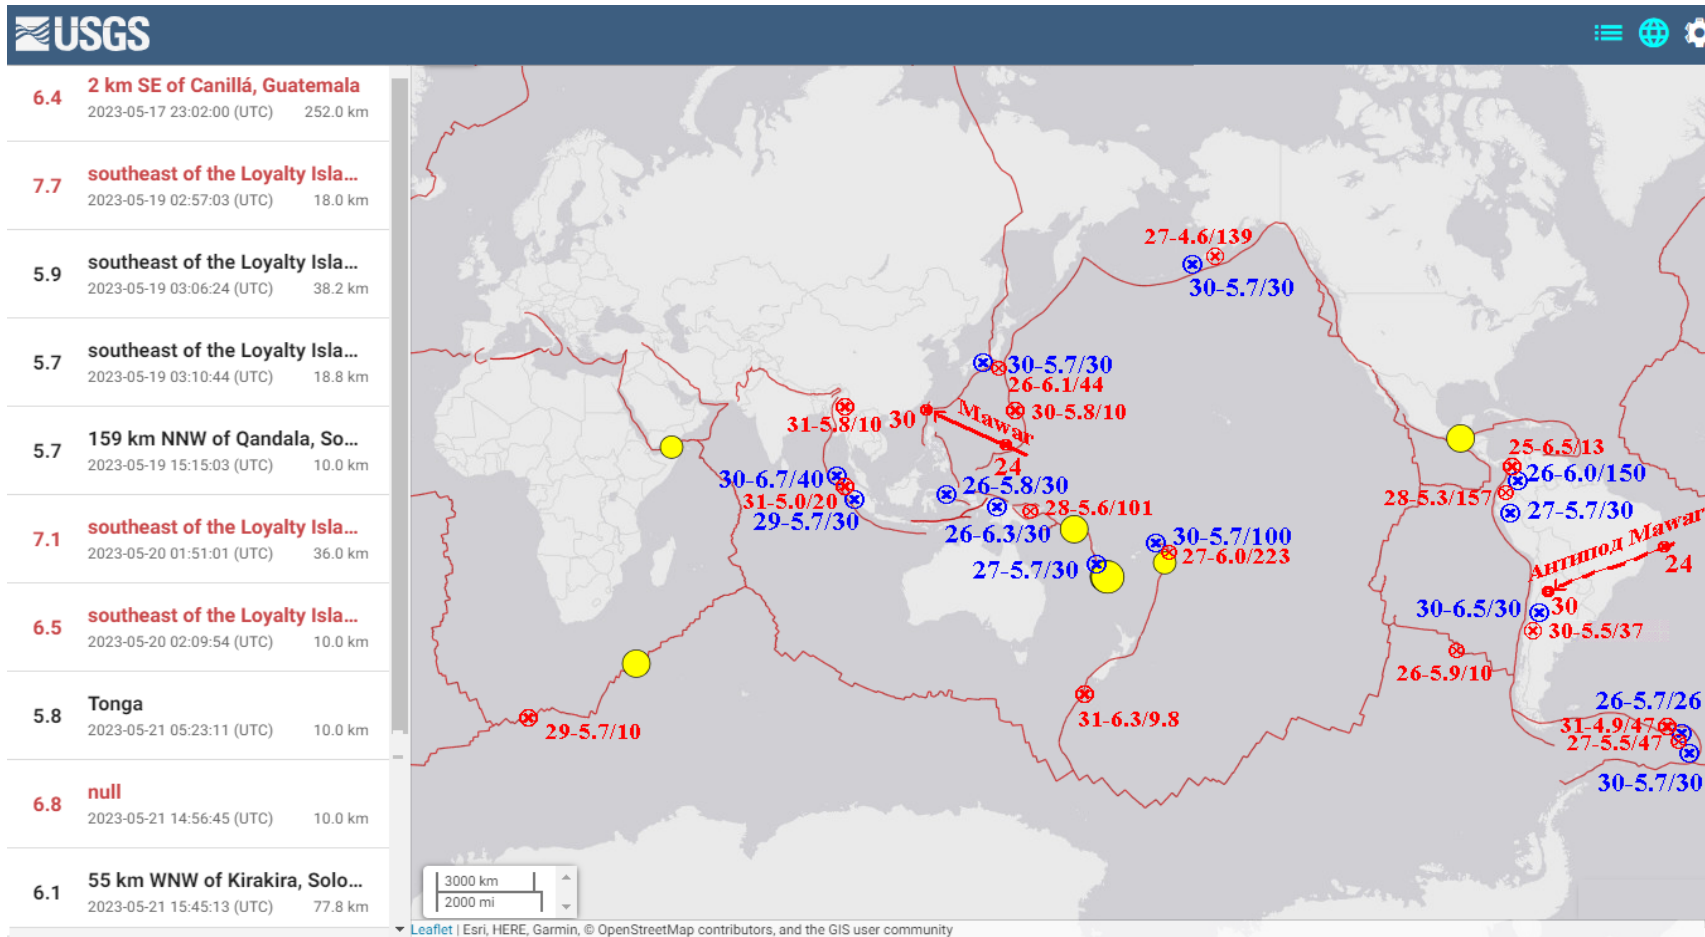 USGS
6.4
2 km SE of Canillá, Guatemala
2023-05-17 23:02:00 (UTC) 252.0 km
7.7
southeast of the Loyalty Isla...
2023-05-19 02:57:03 (UTC) 18.0 km
5.9
southeast of the Loyalty Isla...
2023-05-19 03:06:24 (UTC) 38.2 km
5.7
southeast of the Loyalty Isla...
2023-05-19 03:10:44 (UTC) 18.8 km
5.7
159 km NNW of Qandala, So...
2023-05-19 15:15:03 (UTC) 10.0 km
7.1
southeast of the Loyalty Isla...
2023-05-20 01:51:01 (UTC) 36.0 km
6.5
southeast of the Loyalty Isla...
2023-05-20 02:09:54 (UTC) 10.0 km
5.8
Tonga
2023-05-21 05:23:11 (UTC) 10.0 km
6.8
null
2023-05-21 14:56:45 (UTC) 10.0 km
6.1
55 km WNW of Kirakira, Solo...
2023-05-21 15:45:13 (UTC) 77.8 km
27-4.6/139
30-5.7/30
30-5.7/30
26-6.1/44
31-5.8/10
30
Mawar
30-5.8/10
24
30-6.7/40
31-5.0/20
29-5.7/30
26-5.8/30
28-5.6/101
26-6.3/30
27-5.7/30
30-5.7/100
27-6.0/223
25-6.5/13
26-6.0/150
28-5.3/157
27-5.7/30
Антипод Mawar
24
30-6.5/30
30
30-5.5/37
26-5.9/10
29-5.7/10
31-6.3/9.8
26-5.7/26
31-4.9/47
27-5.5/47
30-5.7/30
3000 km
2000 mi
Leaflet | Esri, HERE, Garmin, © OpenStreetMap contributors, and the GIS user community